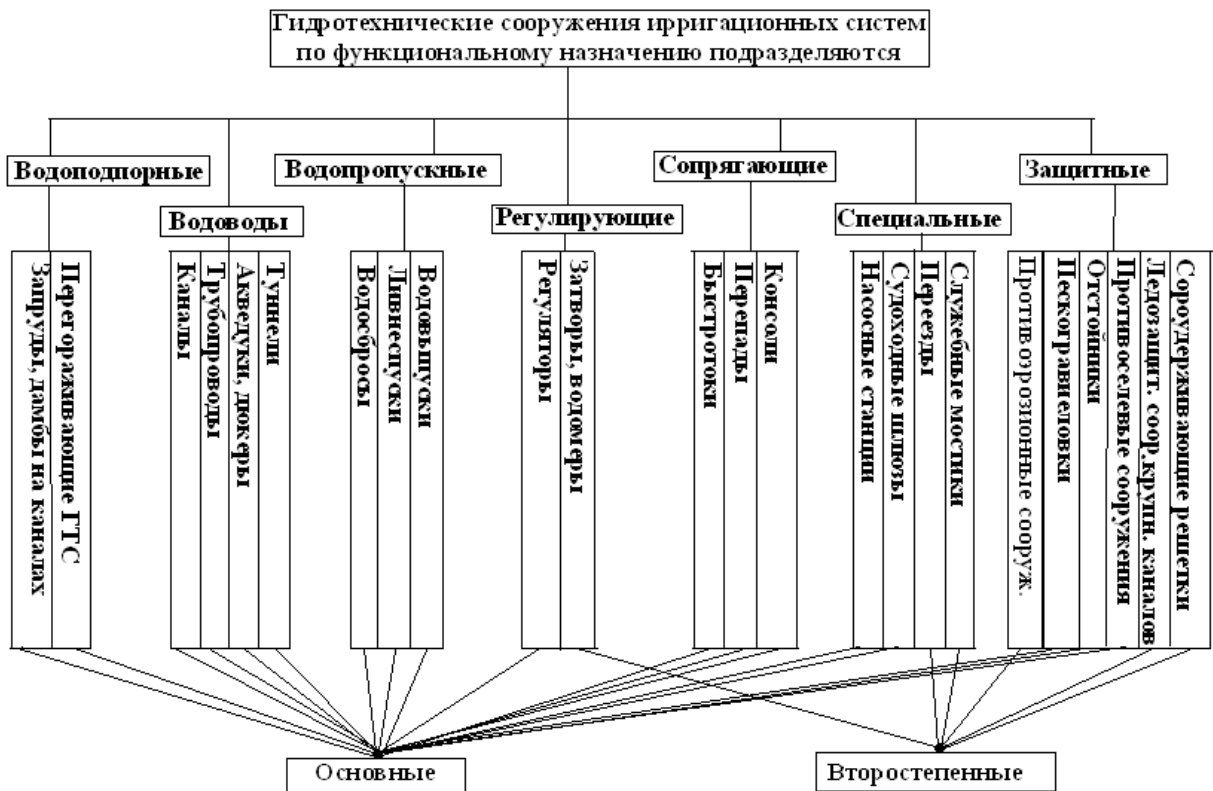 Гидротехнические сооружения ирригационных систем
по функциональному назначению подразделяются
Водоподпорные
Водоводы
Водопропускные
Регулирующие
Сопрягающие
Специальные
Защитные
Запруды, дамбы на каналах
Перегораживающие ГТС
Каналы
Трубопроводы
Акведуки, дюкеры
Туннели
Водосбросы
Ливнеспуски
Водовыпуски
Регуляторы
Затворы, водомеры
Быстротоки
Перепады
Консоли
Насосные станции
Судоходные шлюзы
Переезды
Служебные мостики
Противоэрозионные сооруж.
Пескогравиеловки
Отстойники
Противоселевые сооружения
Ледозащит. соор.крупн. каналов
Сороудерживающие решетки
Основные
Второстепенные